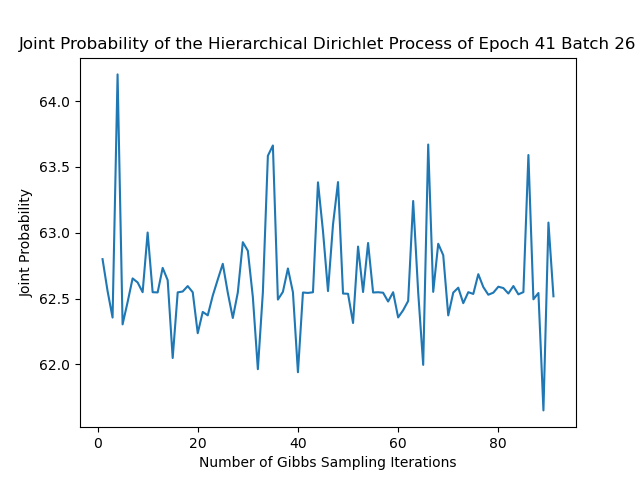 Joint Probability of the Hierarchical Dirichlet Process of Epoch 41 Batch 26
64.0
63.5
63.0
62.5
62.0
Joint Probability
0 20 40 60 80
Number of Gibbs Sampling Iterations